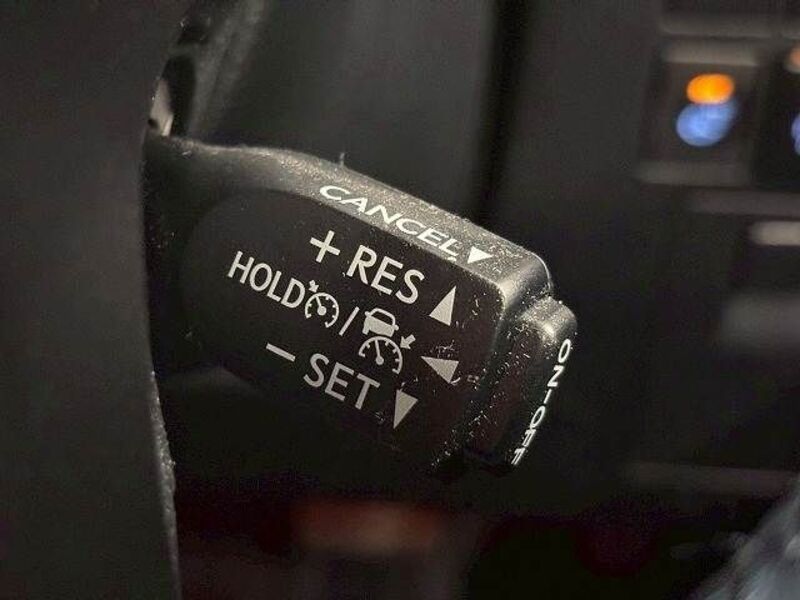 CANCEL
+ RES
HOLD /
− SET
ON-OFF